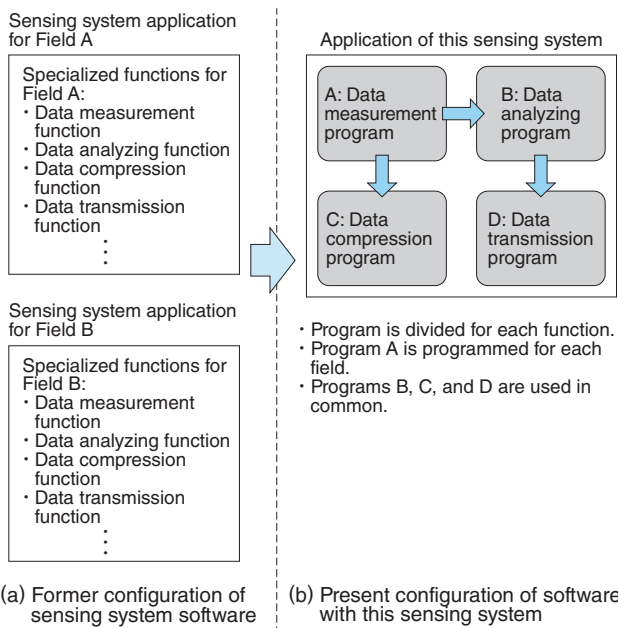 Sensing system application
for Field A
Specialized functions for
Field A:
・Data measurement
function
・Data analyzing function
・Data compression
function
・Data transmission
function
⋮
Sensing system application
for Field B
Specialized functions for
Field B:
・Data measurement
function
・Data analyzing function
・Data compression
function
・Data transmission
function
⋮
(a) Former configuration of
sensing system software
Application of this sensing system
A: Data
measurement
program
B: Data
analyzing
program
C: Data
compression
program
D: Data
transmission
program
・Program is divided for each function.
・Program A is programmed for each
field.
・Programs B, C, and D are used in
common.
(b) Present configuration of software
with this sensing system